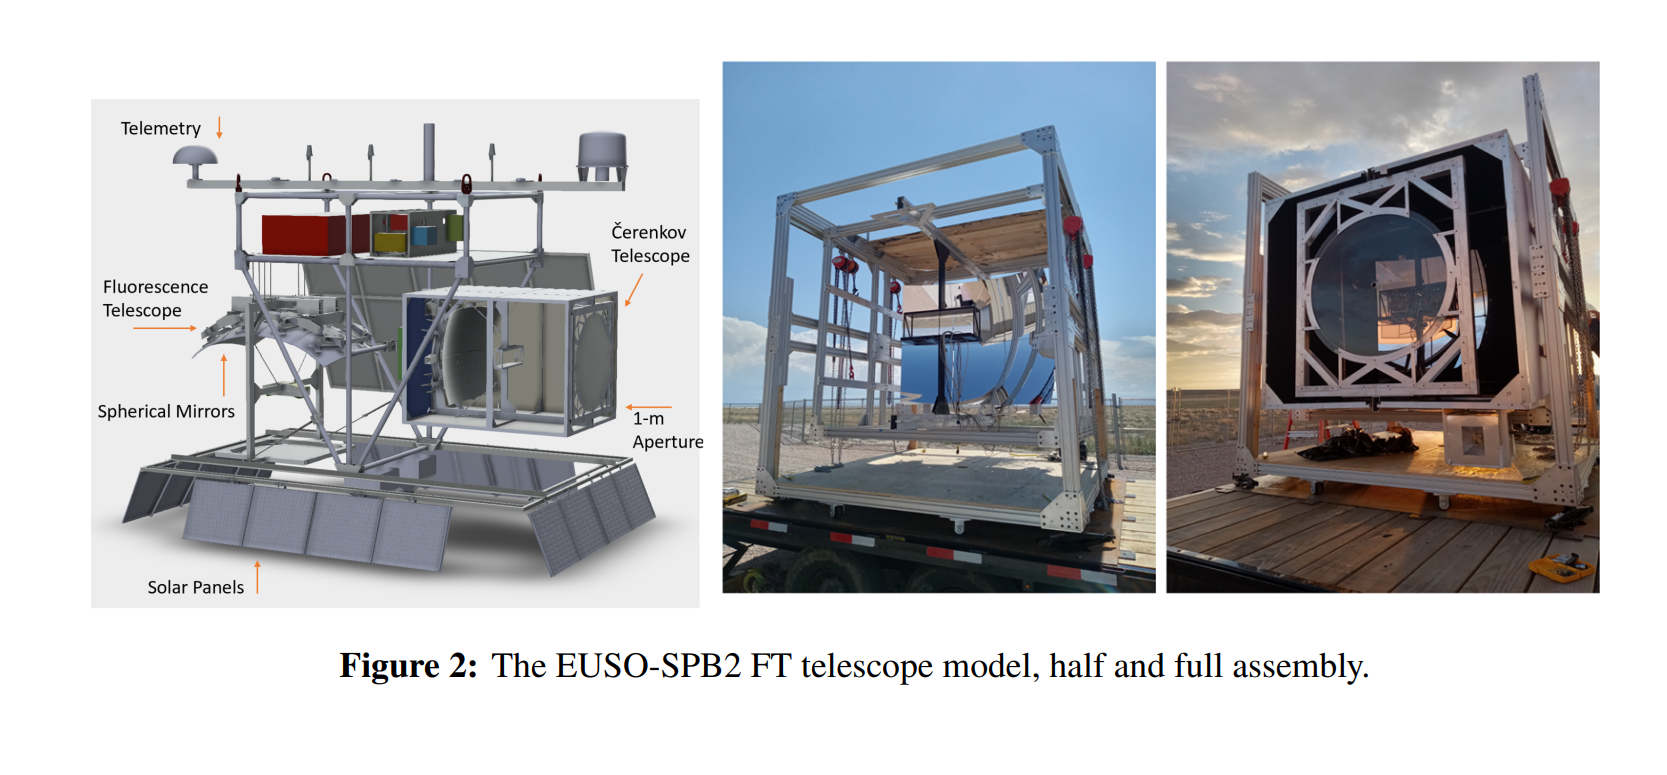 Telemetry
Čerenkov
Telescope
Fluorescence
Telescope
Spherical Mirrors
1-m
Aperture
Solar Panels
Figure 2: The EUSO-SPB2 FT telescope model, half and full assembly.